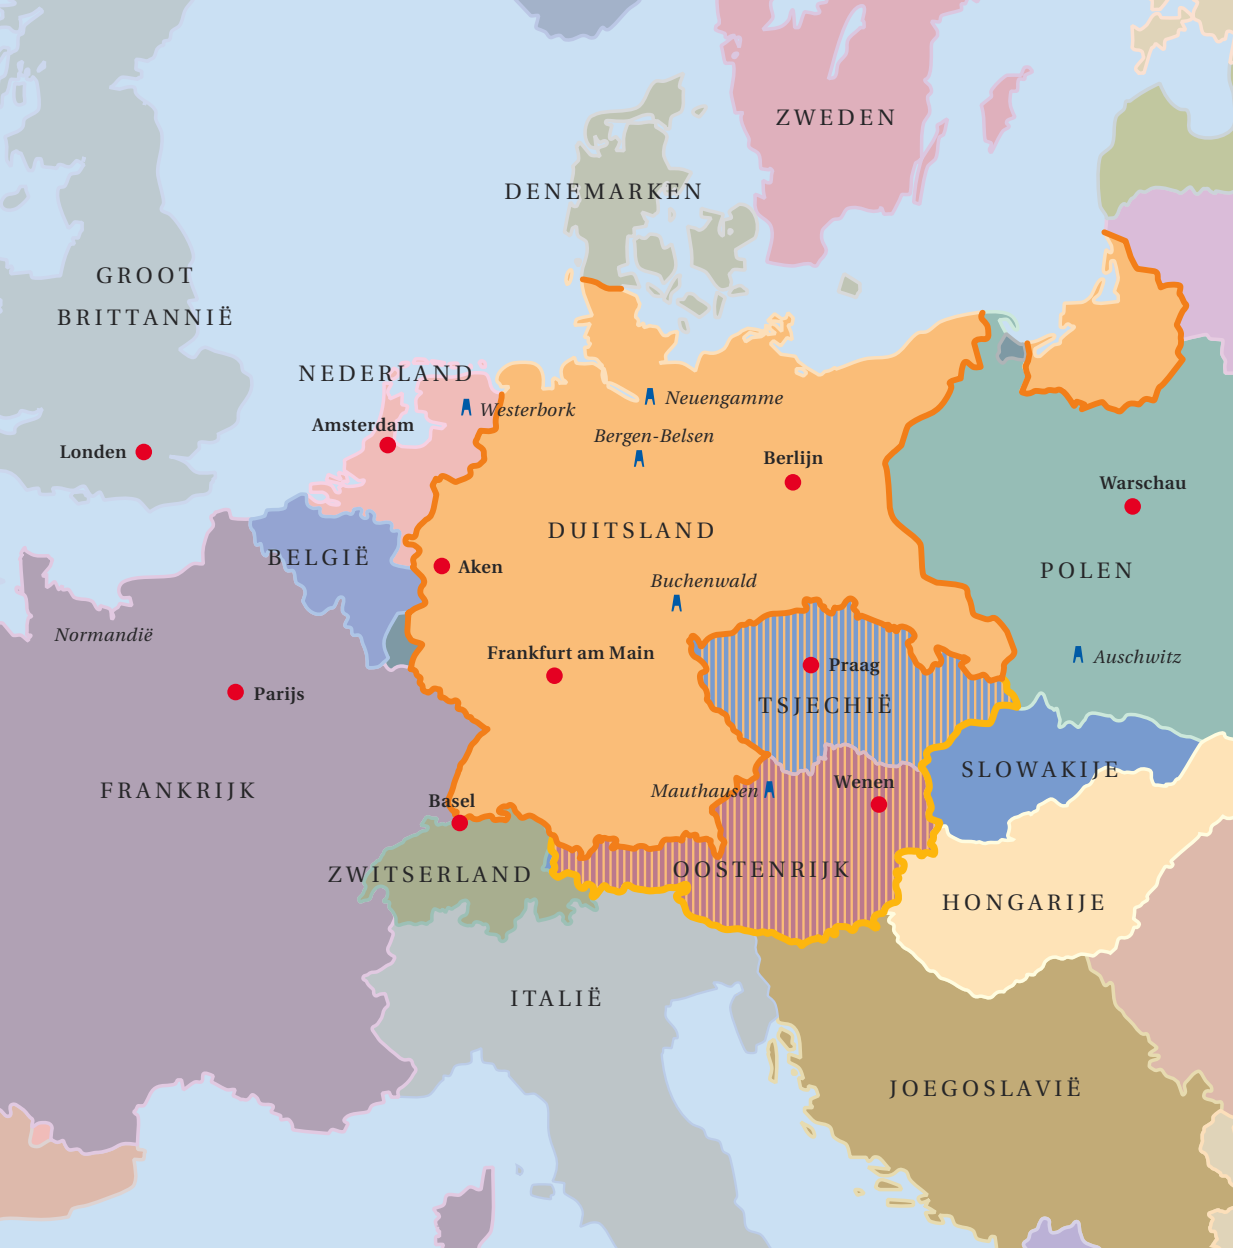 ZWEDEN
DENEMARKEN
GROOT
BRITTANNIË
NEDERLAND
Westerbork
Neuengamme
Amsterdam
Bergen-Belsen
Londen
Berlijn
Warschau
DUITSLAND
BELGIË
Aken
POLEN
Buchenwald
Normandië
Frankfurt am Main
Praag
Auschwitz
Parijs
TSJECHIË
SLOWAKIJE
Wenen
FRANKRIJK
Mauthausen
Basel
ZWITSERLAND
OOSTENRIJK
HONGARIJE
ITALIË
JOEGOSLAVIË